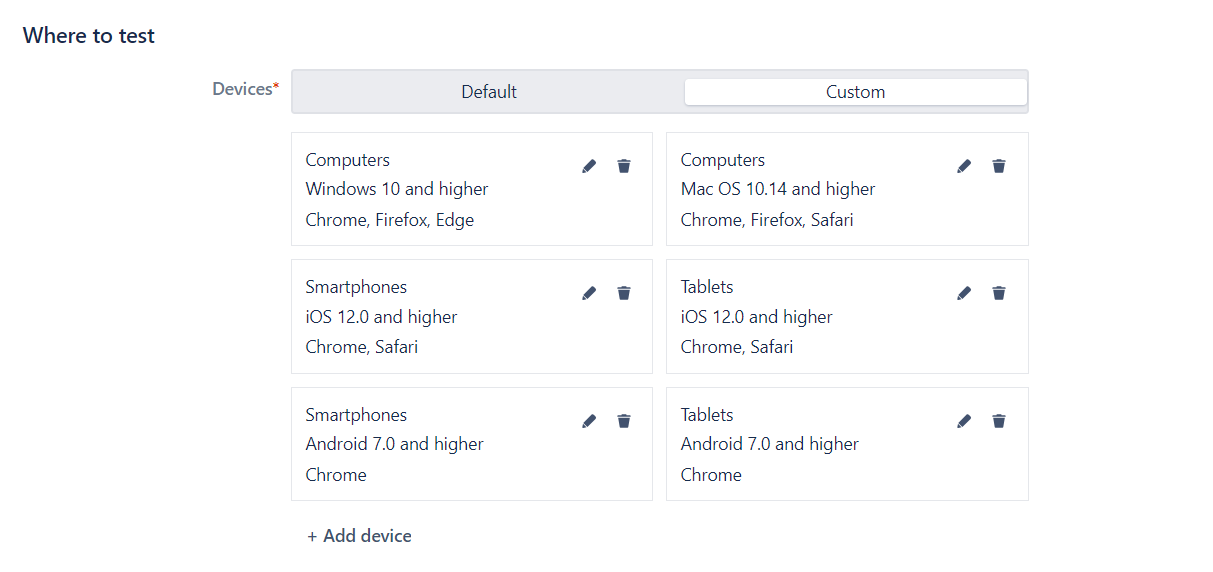 Where to test
Devices*
Default
Custom
Computers
Windows 10 and higher
Chrome, Firefox, Edge
Computers
Mac OS 10.14 and higher
Chrome, Firefox, Safari
Smartphones
iOS 12.0 and higher
Chrome, Safari
Tablets
iOS 12.0 and higher
Chrome, Safari
Smartphones
Android 7.0 and higher
Chrome
Tablets
Android 7.0 and higher
Chrome
+ Add device